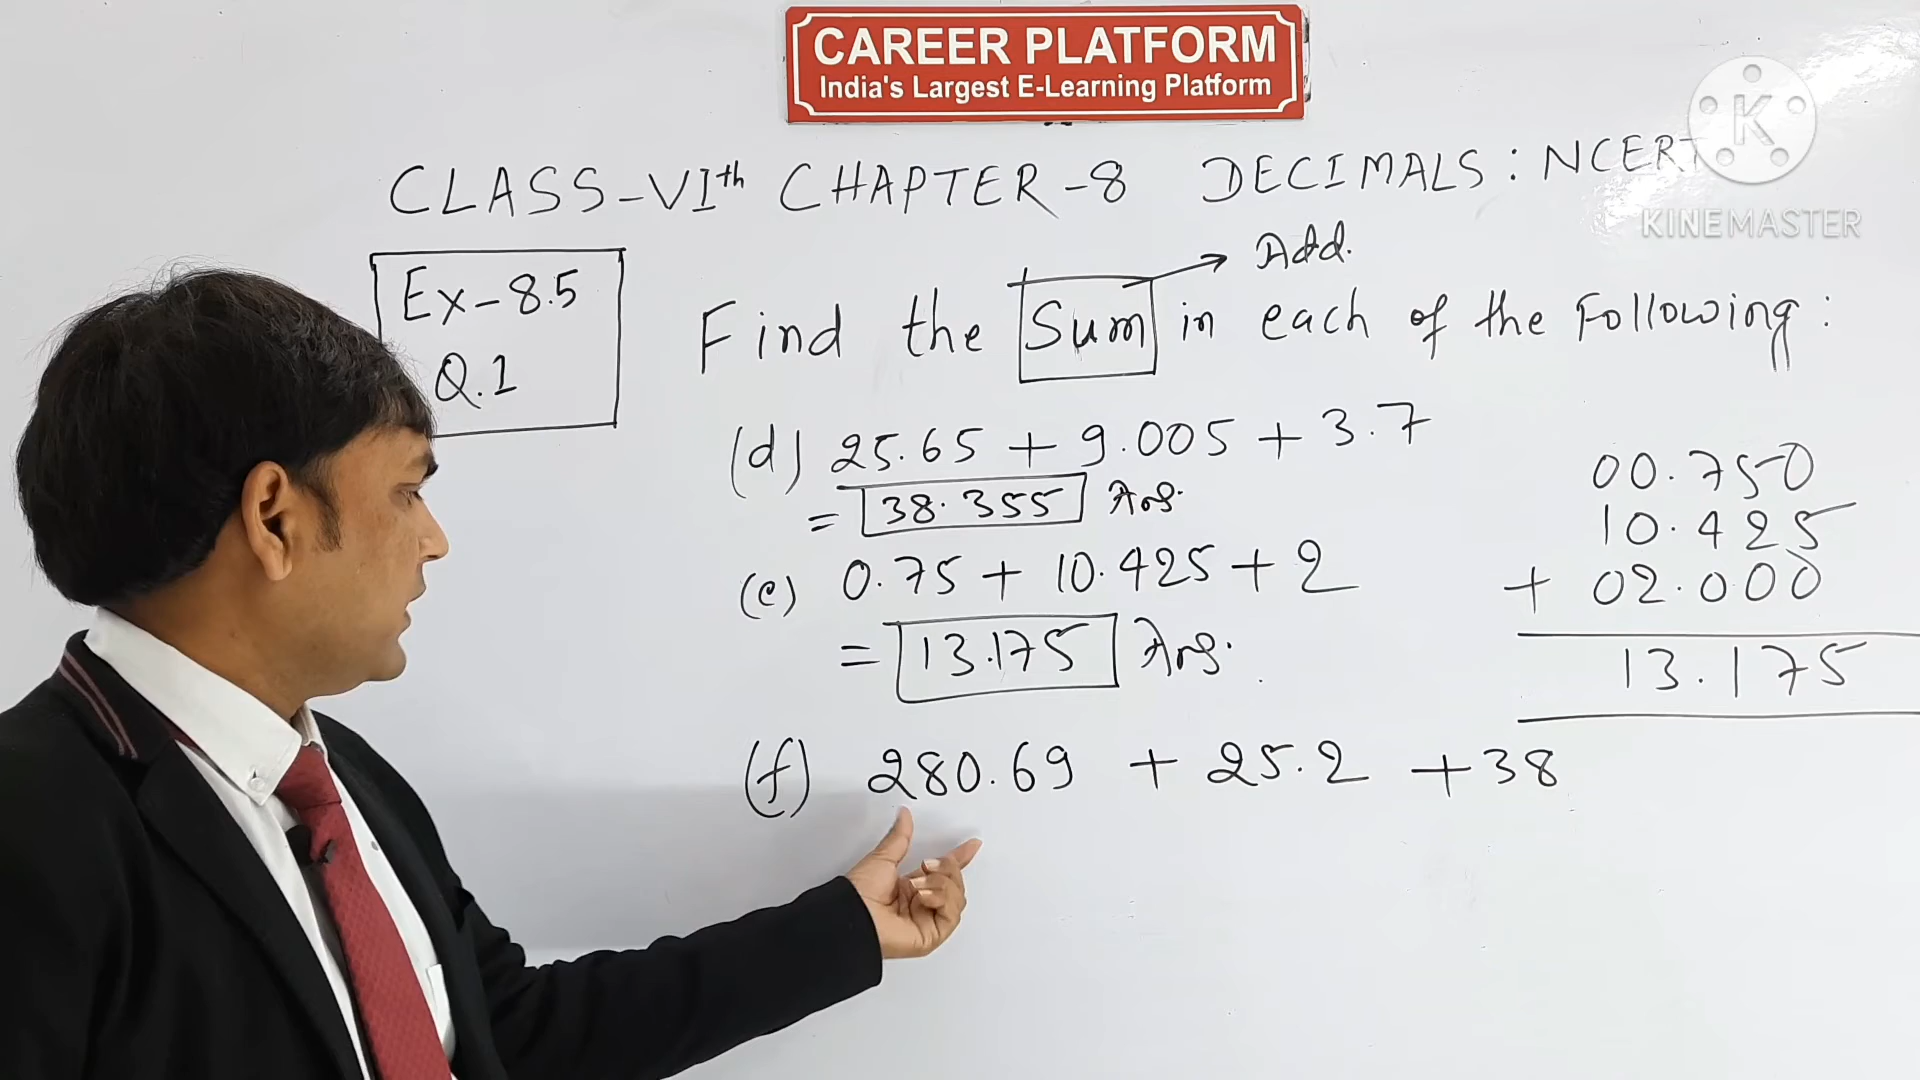 CAREER PLATFORM
India's Largest E-Learning Platform
K
KINEMASTER
CLASS-VIth CHAPTER-8 DECIMALS: NCERT
Add.
Ex-8.5
Q.1
Find the Sum in each of the Following:
(d) 25.65 + 9.005 + 3.7
= 38.355 Ans.
(e) 0.75 + 10.425 + 2
= 13.175 Ans.
00.750
10.425
+ 02.000
13.175
(f) 280.69 + 25.2 + 38